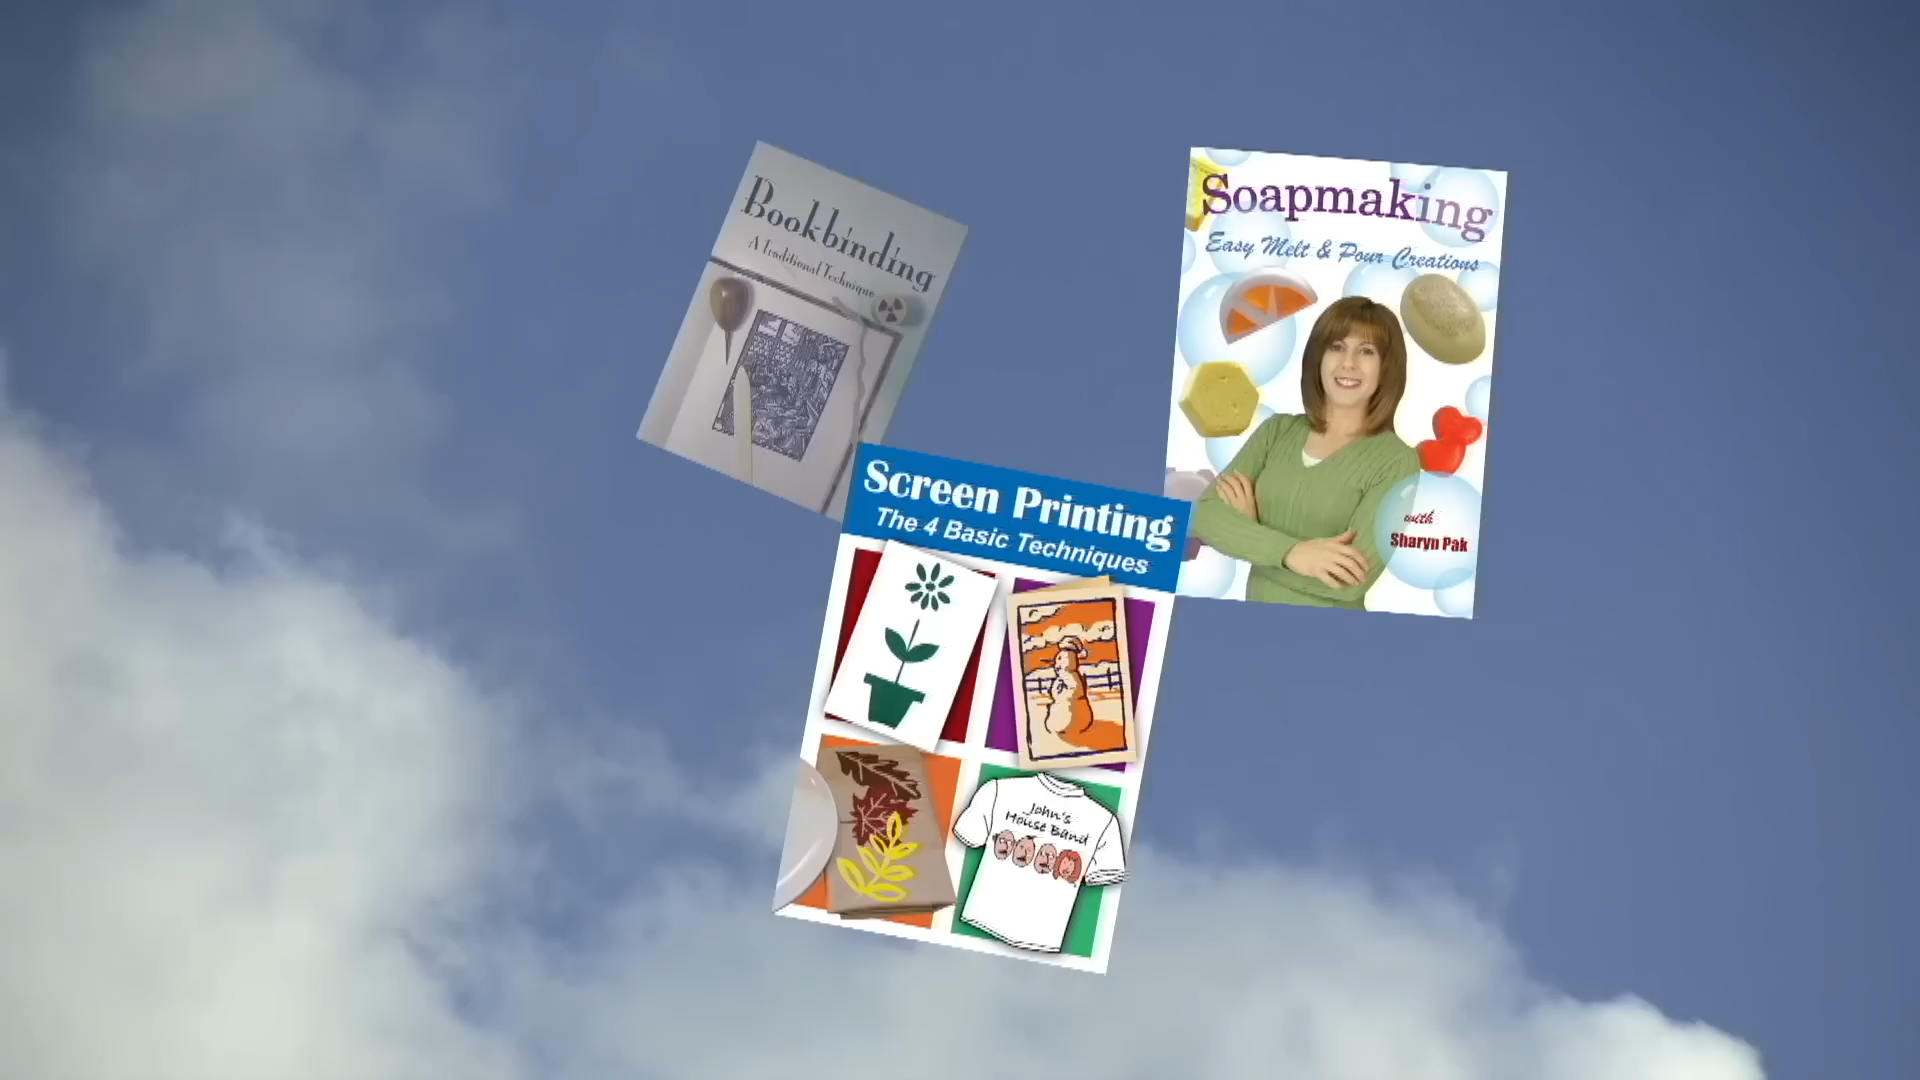 Bookbinding
A Traditional Technique
Soapmaking
Easy Melt & Pour Creations
with
Sharyn Pak
Screen Printing
The 4 Basic Techniques
John's
House Band